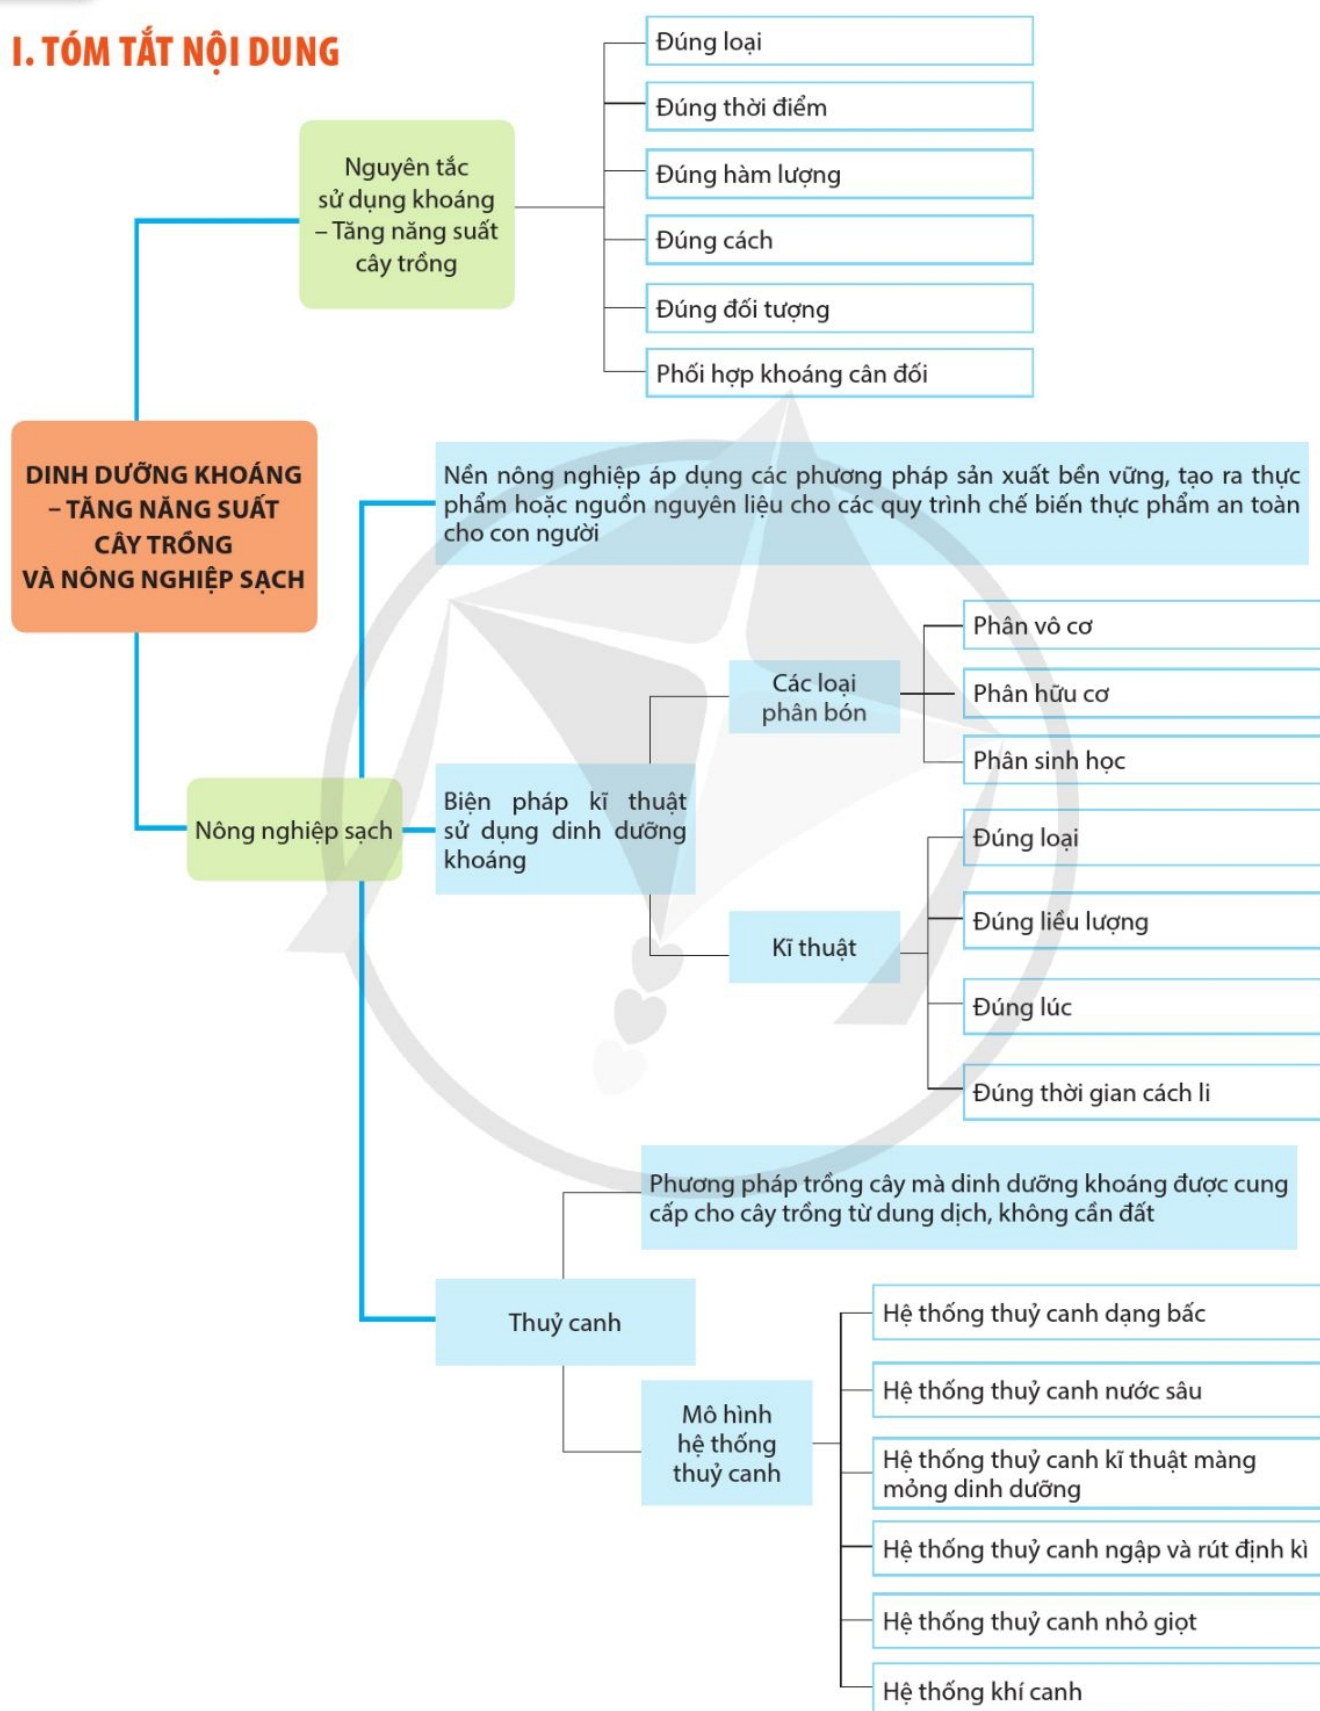 I. TÓM TẮT NỘI DUNG
Nguyên tắc
sử dụng khoáng
– Tăng năng suất
cây trồng
Đúng loại
Đúng thời điểm
Đúng hàm lượng
Đúng cách
Đúng đối tượng
Phối hợp khoáng cân đối
DINH DƯỠNG KHOÁNG
– TĂNG NĂNG SUẤT
CÂY TRỒNG
VÀ NÔNG NGHIỆP SẠCH
Nông nghiệp sạch
Nền nông nghiệp áp dụng các phương pháp sản xuất bền vững, tạo ra thực
phẩm hoặc nguồn nguyên liệu cho các quy trình chế biến thực phẩm an toàn
cho con người
Biện pháp kĩ thuật
sử dụng dinh dưỡng
khoáng
Các loại
phân bón
Phân vô cơ
Phân hữu cơ
Phân sinh học
Kĩ thuật
Đúng loại
Đúng liều lượng
Đúng lúc
Đúng thời gian cách li
Thuỷ canh
Phương pháp trồng cây mà dinh dưỡng khoáng được cung
cấp cho cây trồng từ dung dịch, không cần đất
Mô hình
hệ thống
thuỷ canh
Hệ thống thuỷ canh dạng bấc
Hệ thống thuỷ canh nước sâu
Hệ thống thuỷ canh kĩ thuật màng
mỏng dinh dưỡng
Hệ thống thuỷ canh ngập và rút định kì
Hệ thống thuỷ canh nhỏ giọt
Hệ thống khí canh